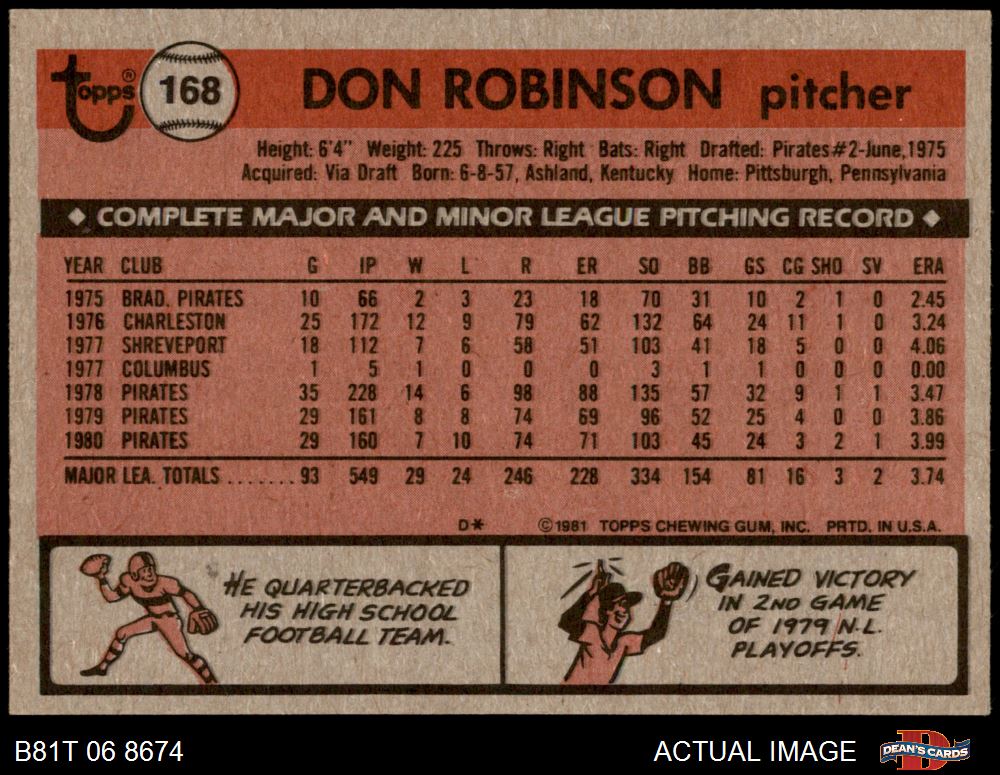 Topps® 168 DON ROBINSON pitcher
Height: 6'4" Weight: 225 Throws: Right Bats: Right Drafted: Pirates #2-June, 1975
Acquired: Via Draft Born: 6-8-57, Ashland, Kentucky Home: Pittsburgh, Pennsylvania
◆ COMPLETE MAJOR AND MINOR LEAGUE PITCHING RECORD ◆
YEAR CLUB G IP W L R ER SO BB GS CG SHO SV ERA
1975 BRAD. PIRATES 10 66 2 3 23 18 70 31 10 2 1 0 2.45
1976 CHARLESTON 25 172 12 9 79 62 132 64 24 11 1 0 3.24
1977 SHREVEPORT 18 112 7 6 58 51 103 41 18 5 0 0 4.06
1977 COLUMBUS 1 5 1 0 0 0 3 1 1 0 0 0 0.00
1978 PIRATES 35 228 14 6 98 88 135 57 32 9 1 1 3.47
1979 PIRATES 29 161 8 8 74 69 96 52 25 4 0 0 3.86
1980 PIRATES 29 160 7 10 74 71 103 45 24 3 2 1 3.99
MAJOR LEA. TOTALS ....... 93 549 29 24 246 228 334 154 81 16 3 2 3.74
D* ©1981 TOPPS CHEWING GUM, INC. PRTD. IN U.S.A.
HE QUARTERBACKED
HIS HIGH SCHOOL
FOOTBALL TEAM.
GAINED VICTORY
IN 2ND GAME
OF 1979 N.L.
PLAYOFFS.
B81T 06 8674 ACTUAL IMAGE DEAN'S CARDS